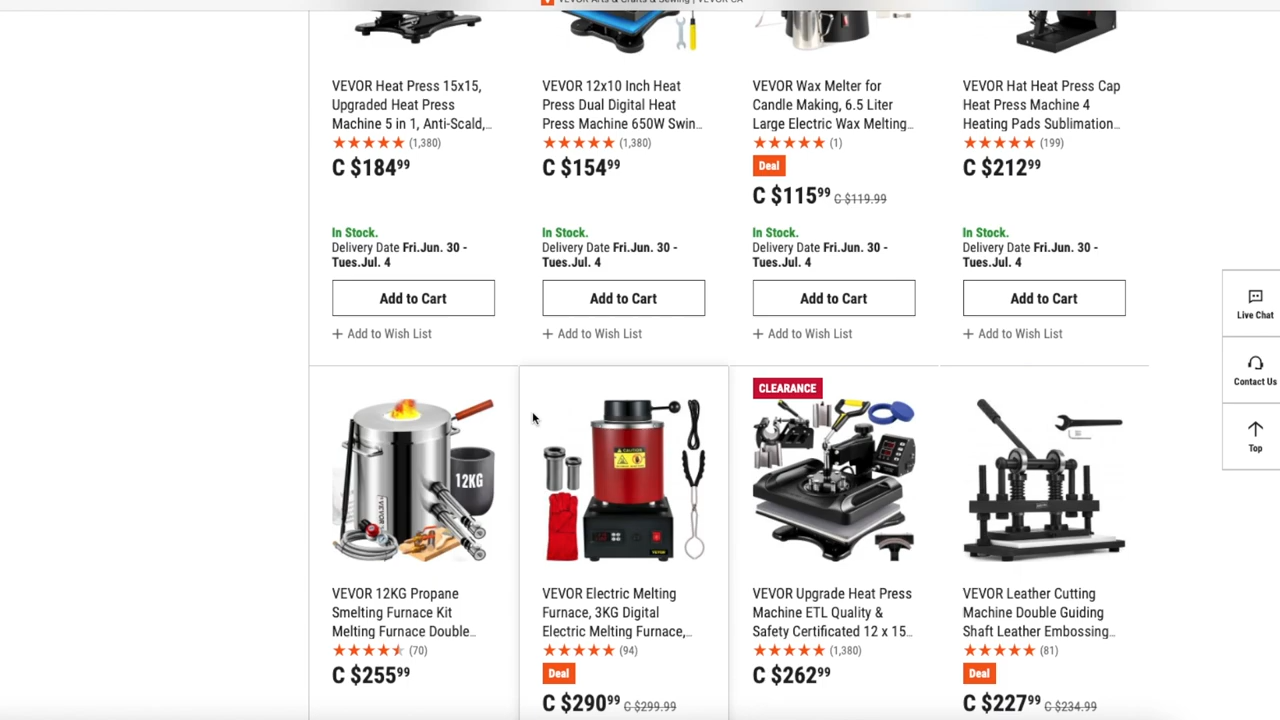 VEVOR Arts & Crafts & Sewing | VEVOR CA
VEVOR Heat Press 15x15,
Upgraded Heat Press
Machine 5 in 1, Anti-Scald,...
(1,380)
C $184.99
In Stock.
Delivery Date Fri.Jun. 30 -
Tues.Jul. 4
Add to Cart
+ Add to Wish List
VEVOR 12x10 Inch Heat
Press Dual Digital Heat
Press Machine 650W Swin...
(1,380)
C $154.99
In Stock.
Delivery Date Fri.Jun. 30 -
Tues.Jul. 4
Add to Cart
+ Add to Wish List
VEVOR Wax Melter for
Candle Making, 6.5 Liter
Large Electric Wax Melting...
(1)
Deal
C $115.99 C $119.99
In Stock.
Delivery Date Fri.Jun. 30 -
Tues.Jul. 4
Add to Cart
+ Add to Wish List
VEVOR Hat Heat Press Cap
Heat Press Machine 4
Heating Pads Sublimation...
(199)
C $212.99
In Stock.
Delivery Date Fri.Jun. 30 -
Tues.Jul. 4
Add to Cart
+ Add to Wish List
VEVOR
12KG
VEVOR 12KG Propane
Smelting Furnace Kit
Melting Furnace Double...
(70)
C $255.99
CAUTION
VEVOR
VEVOR Electric Melting
Furnace, 3KG Digital
Electric Melting Furnace,...
(94)
Deal
C $290.99 C $299.99
CLEARANCE
VEVOR Upgrade Heat Press
Machine ETL Quality &
Safety Certificated 12 x 15...
(1,380)
C $262.99
VEVOR Leather Cutting
Machine Double Guiding
Shaft Leather Embossing...
(81)
Deal
C $227.99 C $234.99
Live Chat
Contact Us
Top